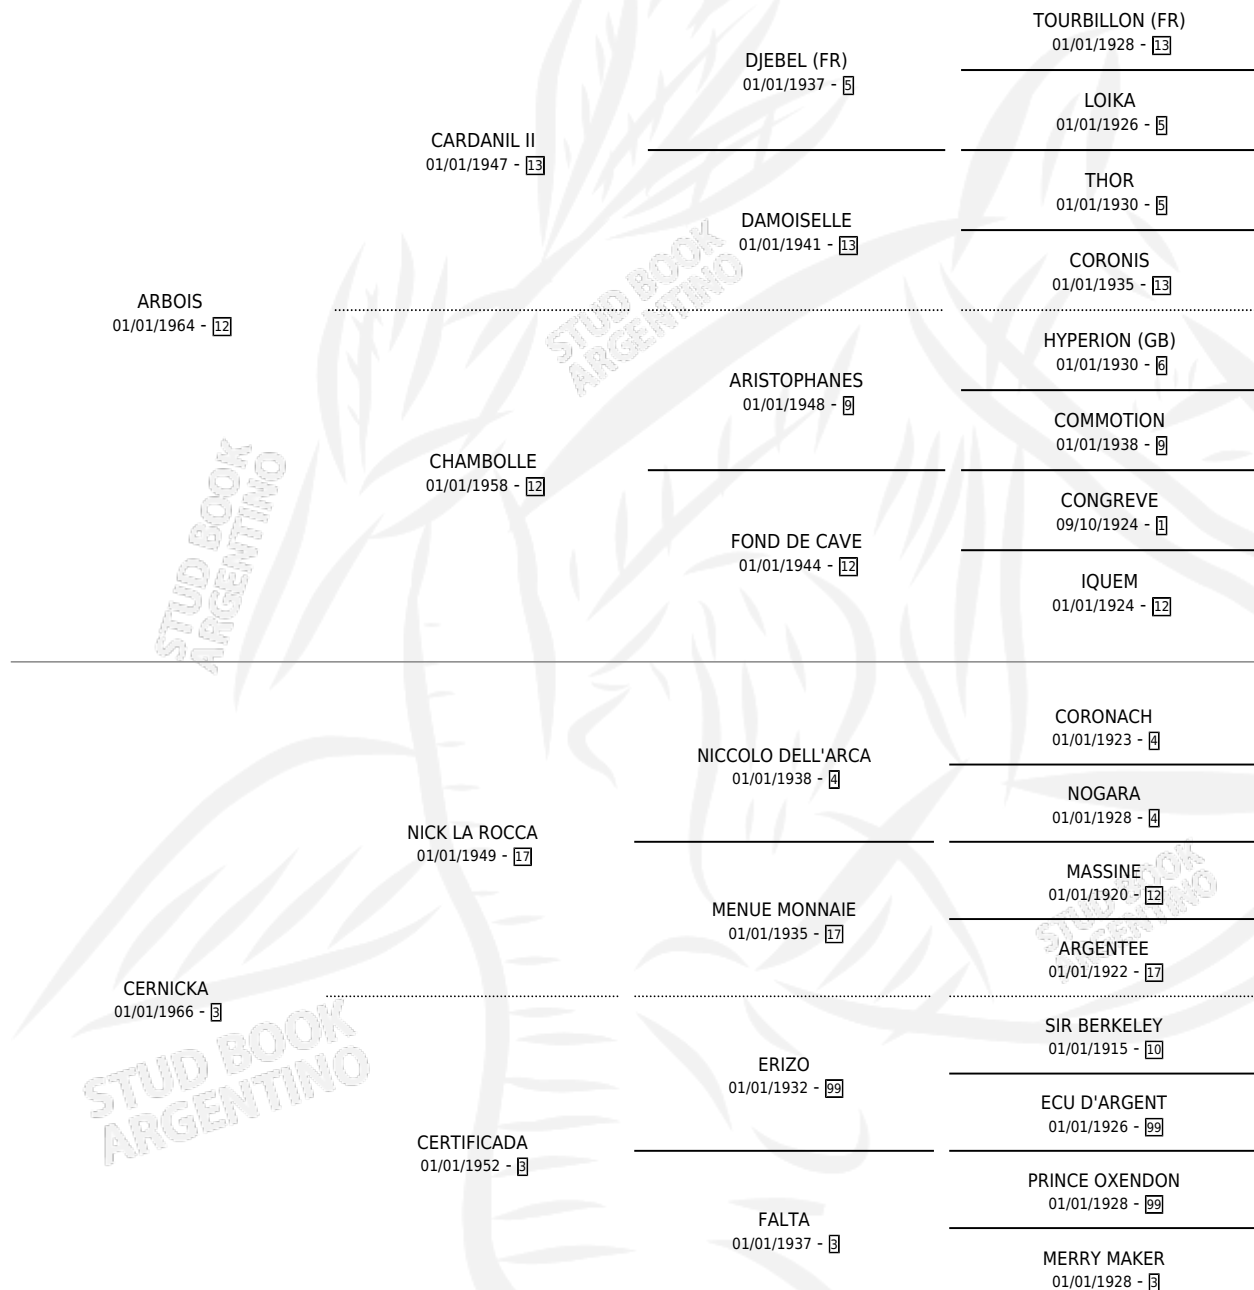 TOURBILLON (FR)
01/01/1928 - 13
DJEBEL (FR)
01/01/1937 - 5
LOIKA
01/01/1926 - 5
CARDANIL II
01/01/1947 - 13
THOR
01/01/1930 - 5
DAMOISELLE
01/01/1941 - 13
CORONIS
01/01/1935 - 13
ARBOIS
01/01/1964 - 12
HYPERION (GB)
01/01/1930 - 6
ARISTOPHANES
01/01/1948 - 9
COMMOTION
01/01/1938 - 9
CHAMBOLLE
01/01/1958 - 12
CONGREVE
09/10/1924 - 1
FOND DE CAVE
01/01/1944 - 12
IQUEM
01/01/1924 - 12
STUD BOOK
ARGENTINO
STUD BOOK
ARGENTINO
CORONACH
01/01/1923 - 4
NICCOLO DELL'ARCA
01/01/1938 - 4
NOGARA
01/01/1928 - 4
NICK LA ROCCA
01/01/1949 - 17
MASSINE
01/01/1920 - 12
MENUE MONNAIE
01/01/1935 - 17
ARGENTEE
01/01/1922 - 17
CERNICKA
01/01/1966 - 3
SIR BERKELEY
01/01/1915 - 10
ERIZO
01/01/1932 - 99
ECU D'ARGENT
01/01/1926 - 99
CERTIFICADA
01/01/1952 - 3
PRINCE OXENDON
01/01/1928 - 99
FALTA
01/01/1937 - 3
MERRY MAKER
01/01/1928 - 3
STUD BOOK
ARGENTINO
STUD BOOK
ARGENTINO